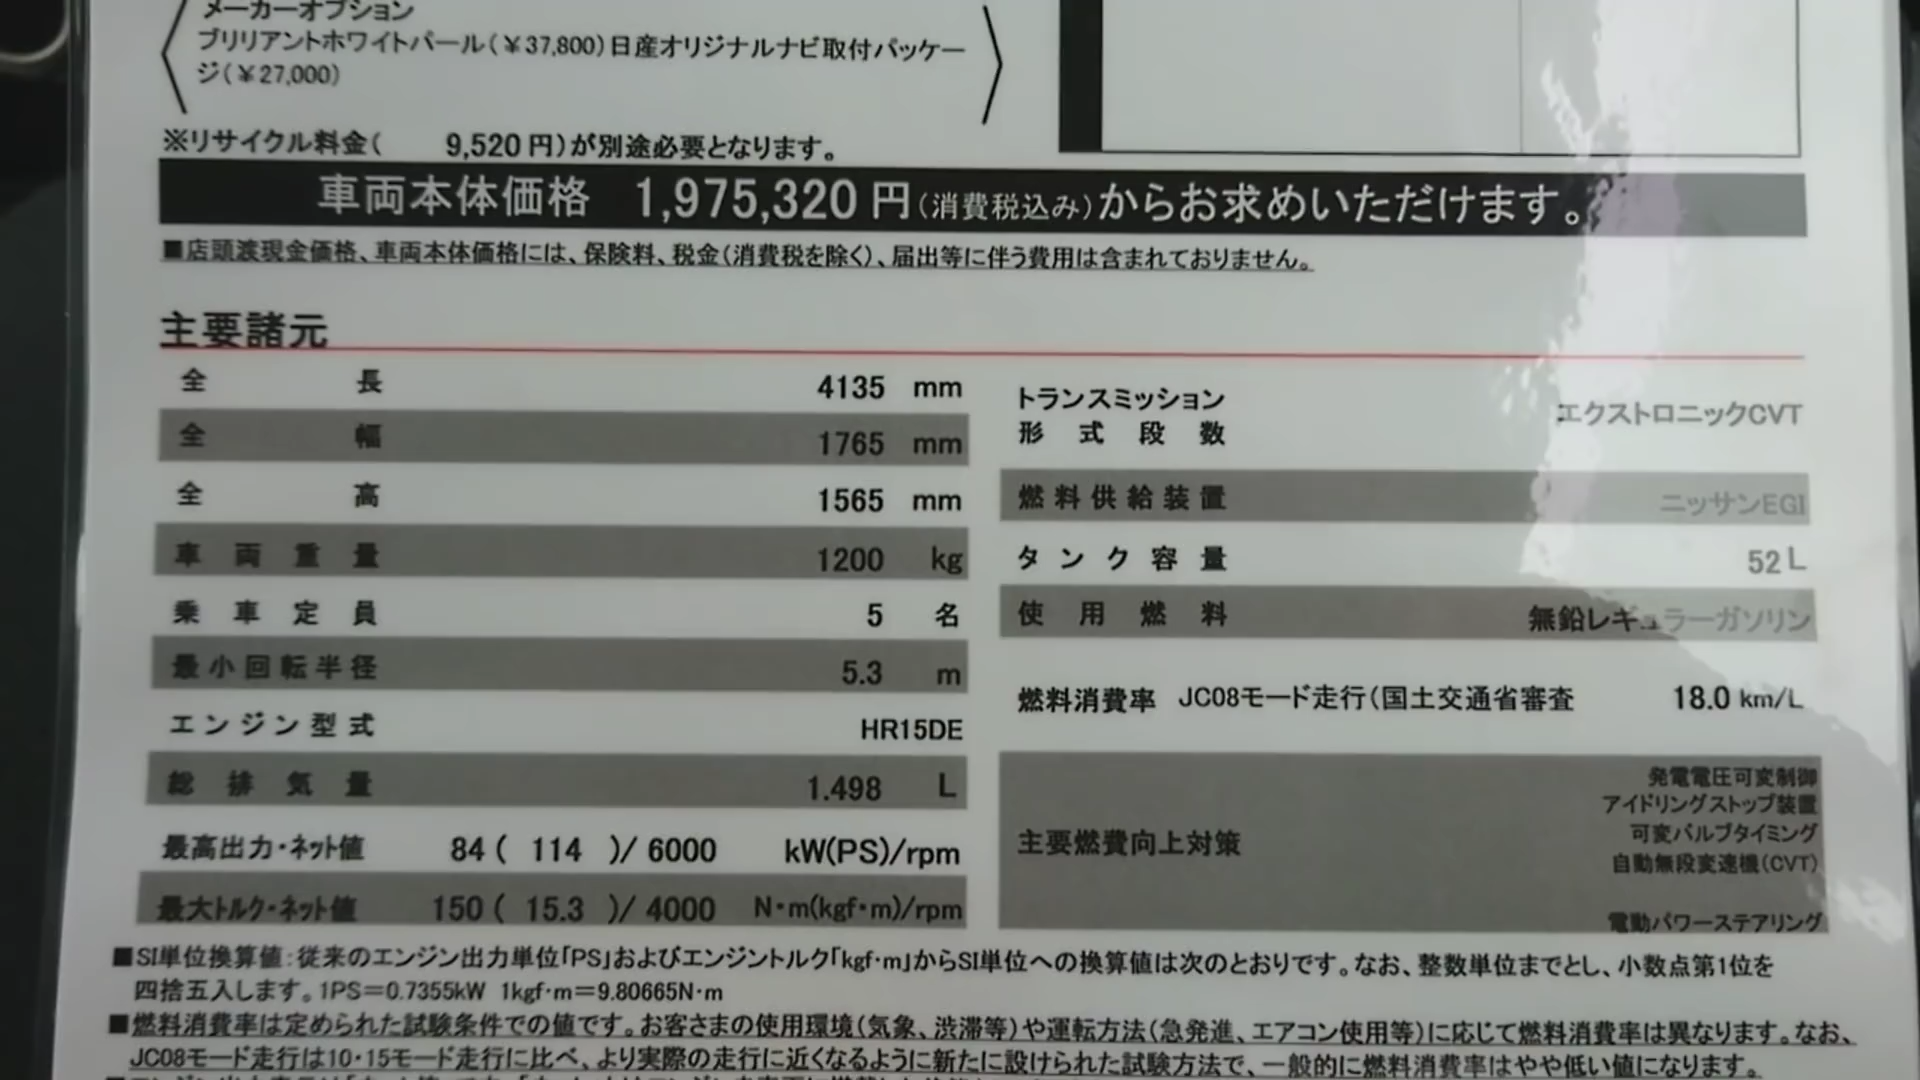 メーカーオプション
ブリリアントホワイトパール(￥37,800)日産オリジナルナビ取付パッケー
ジ(￥27,000)
※リサイクル料金( 9,520 円)が別途必要となります。
車両本体価格 1,975,320 円(消費税込み)からお求めいただけます。
■店頭渡現金価格、車両本体価格には、保険料、税金(消費税を除く)、届出等に伴う費用は含まれておりません。
主要諸元
全長 4135 mm
全幅 1765 mm
全高 1565 mm
車両重量 1200 kg
乗車定員 5 名
最小回転半径 5.3 m
エンジン型式 HR15DE
総排気量 1.498 L
最高出力・ネット値 84 ( 114 )/ 6000 kW(PS)/rpm
最大トルク・ネット値 150 ( 15.3 )/ 4000 N・m(kgf・m)/rpm
トランスミッション
形式段数 エクストロニックCVT
燃料供給装置 ニッサンEGI
タンク容量 52 L
使用燃料 無鉛レギュラーガソリン
燃料消費率 JC08モード走行(国土交通省審査 18.0 km/L
主要燃費向上対策
発電電圧可変制御
アイドリングストップ装置
可変バルブタイミング
自動無段変速機(CVT)
電動パワーステアリング
■SI単位換算値：従来のエンジン出力単位「PS」およびエンジントルク「kgf・m」からSI単位への換算値は次のとおりです。なお、整数単位までとし、小数点第1位を
四捨五入します。1PS＝0.7355kW 1kgf・m＝9.80665N・m
■燃料消費率は定められた試験条件での値です。お客さまの使用環境(気象、渋滞等)や運転方法(急発進、エアコン使用等)に応じて燃料消費率は異なります。なお、
JC08モード走行は10・15モード走行に比べ、より実際の走行に近くなるように新たに設けられた試験方法で、一般的に燃料消費率はやや低い値になります。